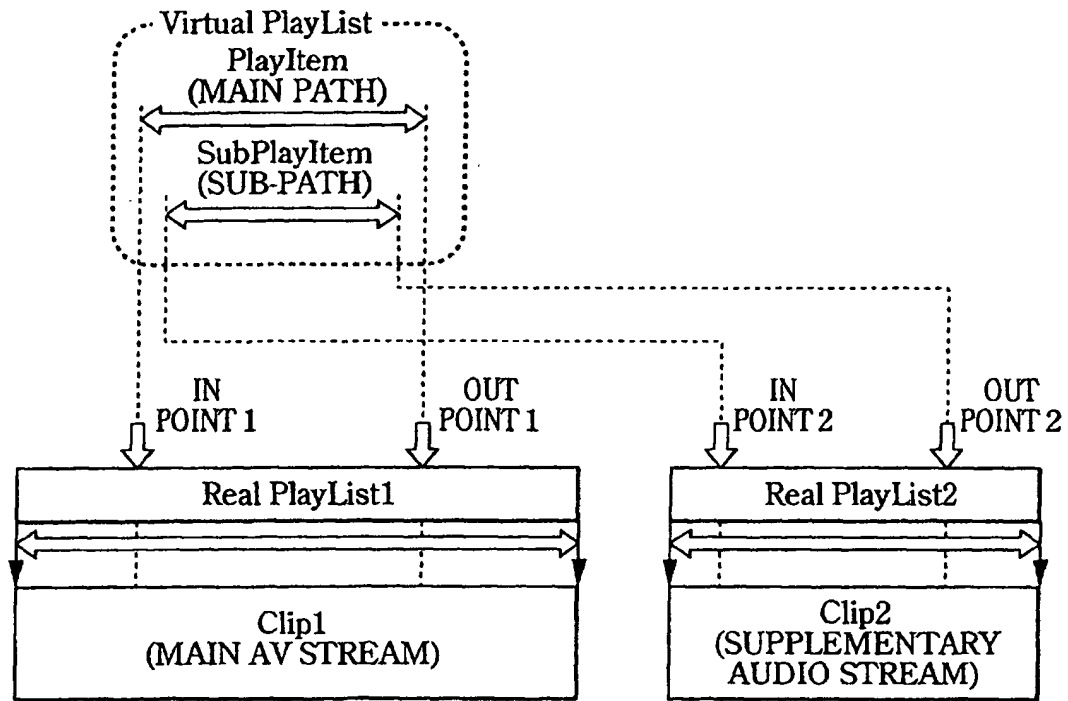 Virtual PlayList
PlayItem
(MAIN PATH)
SubPlayItem
(SUB-PATH)
IN
POINT 1
OUT
POINT 1
IN
POINT 2
OUT
POINT 2
Real PlayList1
Real PlayList2
Clip1
(MAIN AV STREAM)
Clip2
(SUPPLEMENTARY
AUDIO STREAM)